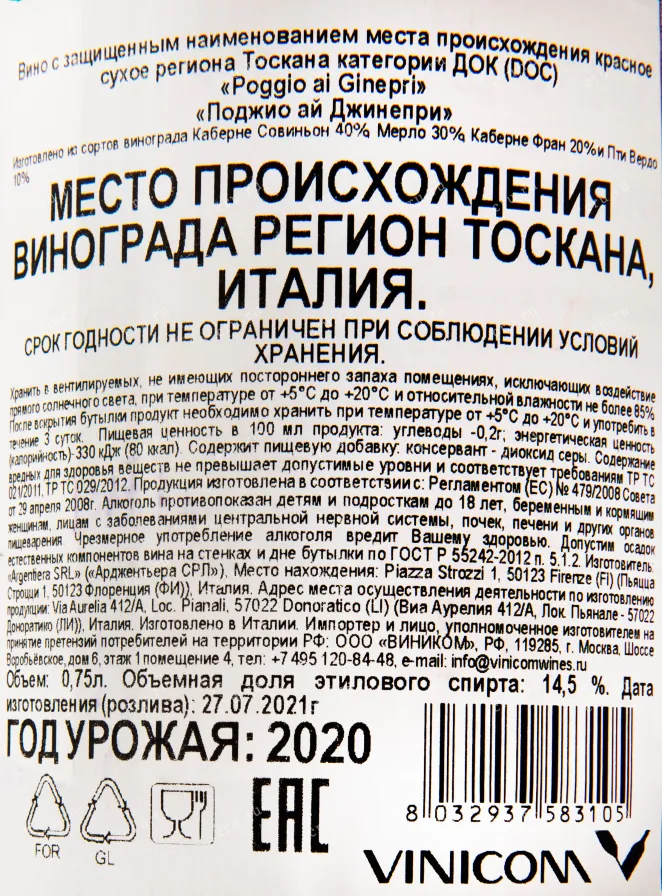 Вино с защищенным наименованием места происхождения красное
сухое региона Тоскана категории ДОК (DOC)
«Poggio ai Ginepri»
«Поджио ай Джинепри»
Изготовлено из сортов винограда Каберне Совиньон 40%, Мерло 30%, Каберне Фран 20% и Пти Вердо
10%
МЕСТО ПРОИСХОЖДЕНИЯ
ВИНОГРАДА РЕГИОН ТОСКАНА,
ИТАЛИЯ.
СРОК ГОДНОСТИ НЕ ОГРАНИЧЕН ПРИ СОБЛЮДЕНИИ УСЛОВИЙ
ХРАНЕНИЯ.
Хранить в вентилируемых, не имеющих постороннего запаха помещениях, исключающих воздействие
прямого солнечного света, при температуре от +5°C до +20°C и относительной влажности не более 85%
После вскрытия бутылки продукт необходимо хранить при температуре от +5°C до +20°C и употребить в
течение 3 суток. Пищевая ценность в 100 мл продукта: углеводы -0,2г; энергетическая ценность
(калорийность)-330 кДж (80 ккал). Содержит пищевую добавку: консервант - диоксид серы. Содержание
вредных для здоровья веществ не превышает допустимые уровни и соответствует требованиям ТР ТС
021/2011, ТР ТС 029/2012. Продукция изготовлена в соответствии с: Регламентом (ЕС) № 479/2008 Совета
от 29 апреля 2008г. Алкоголь противопоказан детям и подросткам до 18 лет, беременным и кормящим
женщинам, лицам с заболеваниями центральной нервной системы, почек, печени и других органов
пищеварения. Чрезмерное употребление алкоголя вредит Вашему здоровью. Допустим осадок
естественных компонентов вина на стенках и дне бутылки по ГОСТ Р 55242-2012 п. 5.1.2. Изготовитель:
«Argentiera SRL» («Арджентьера СРЛ»), Место нахождения: Piazza Strozzi 1, 50123 Firenze (FI) (Пьяцца
Строцци 1, 50123 Флоренция (ФИ)), Италия. Адрес места осуществления деятельности по изготовлению
продукции: Via Aurelia 412/A, Loc. Pianali, 57022 Donoratico (LI) (Виа Аурелия 412/А, Лок. Пьянале - 57022
Доноратико (ЛИ)), Италия. Изготовлено в Италии. Импортер и лицо, уполномоченное изготовителем на
принятие претензий потребителей на территории РФ: ООО «ВИНИКОМ», РФ, 119285, г. Москва, Шоссе
Воробьёвское, дом 6, этаж 1 помещение 4, тел: +7 495 120-84-48, e-mail: info@vinicomwines.ru
Объем: 0,75л. Объемная доля этилового спирта: 14,5 %. Дата
изготовления (розлива): 27.07.2021г
ГОД УРОЖАЯ: 2020
FOR
GL
EAC
8 032937 583105
VINICOM